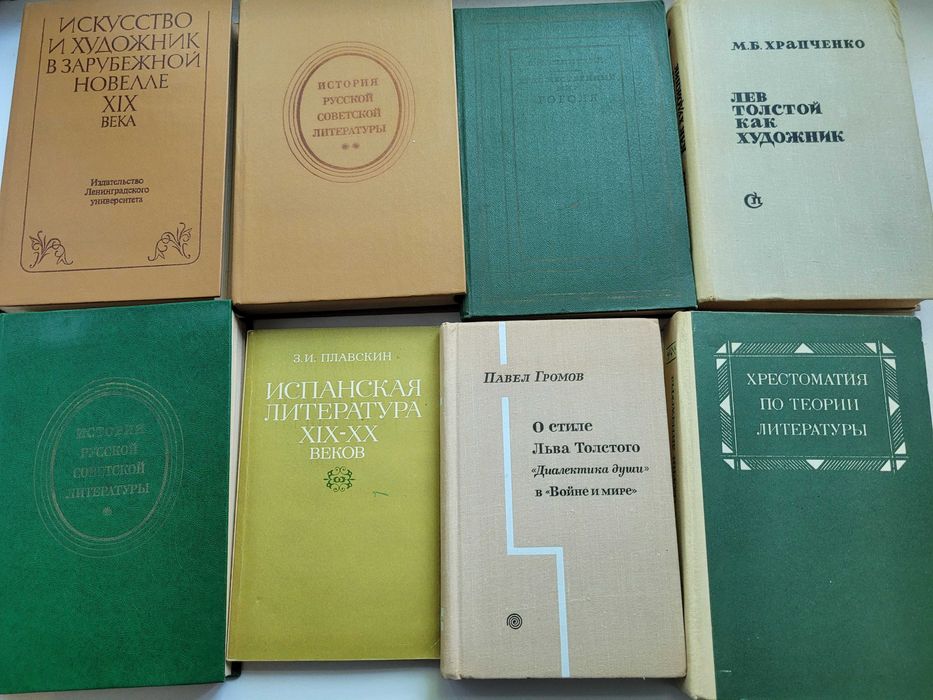 ИСКУССТВО
И ХУДОЖНИК
В ЗАРУБЕЖНОЙ
НОВЕЛЛЕ
XIX
ВЕКА
Издательство
Ленинградского
университета
ИСТОРИЯ
РУССКОЙ
СОВЕТСКОЙ
ЛИТЕРАТУРЫ
ГОГОЛЯ
М.Б.ХРАПЧЕНКО
ЛЕВ
ТОЛСТОЙ
КАК
ХУДОЖНИК
ИСТОРИЯ
РУССКОЙ
СОВЕТСКОЙ
ЛИТЕРАТУРЫ
З.И. ПЛАВСКИН
ИСПАНСКАЯ
ЛИТЕРАТУРА
XIX-XX
ВЕКОВ
ПАВЕЛ ГРОМОВ
О СТИЛЕ
ЛЬВА ТОЛСТОГО
«Диалектика души»
в «Войне и мире»
ХРЕСТОМАТИЯ
ПО ТЕОРИИ
ЛИТЕРАТУРЫ